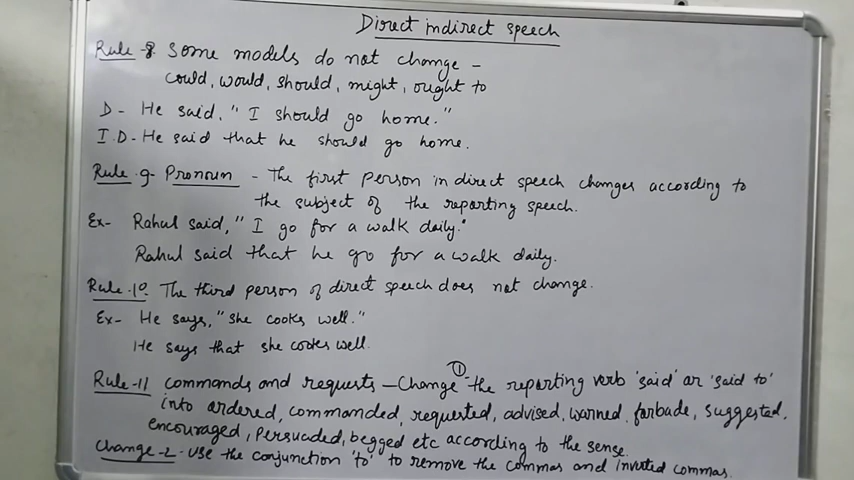 Direct indirect speech
Rule-8 Some models do not change -
could, would, should, might, ought to
D- He said, "I should go home."
I.D- He said that he should go home.
Rule-9- Pronoun - The first person in direct speech changes according to
the subject of the reporting speech.
Ex- Rahul said, "I go for a walk daily."
Rahul said that he go for a walk daily.
Rule-10. The third person of direct speech does not change.
Ex- He says, "She cooks well."
He says that she cooks well.
Rule-11 commands and requests - Change ① the reporting verb 'said' or 'said to'
into ordered, commanded, requested, advised, warned, forbade, suggested,
encouraged, persuaded, begged etc according to the sense.
Change-2- use the conjunction 'to' to remove the commas and inverted commas.